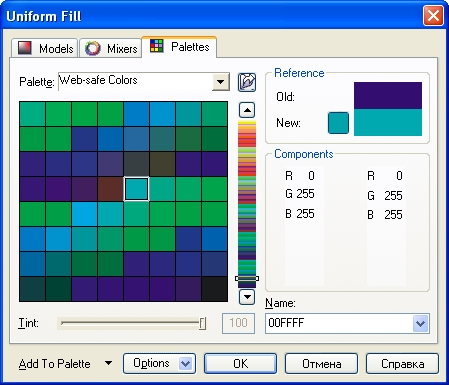 Uniform Fill
Models Mixers Palettes
Palette: Web-safe Colors
Reference
Old:
New:
Components
R 0 R 0
G 255 G 255
B 255 B 255
Name:
Tint: 100 00FFFF
Add To Palette Options OK Отмена Справка